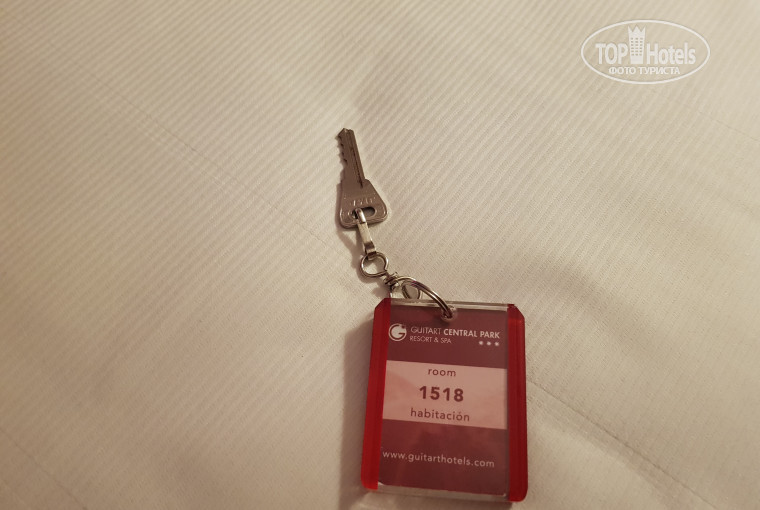 TOP Hotels
ФОТО ТУРИСТА
GUITART CENTRAL PARK
RESORT & SPA
room
1518
habitación
www.guitarthotels.com